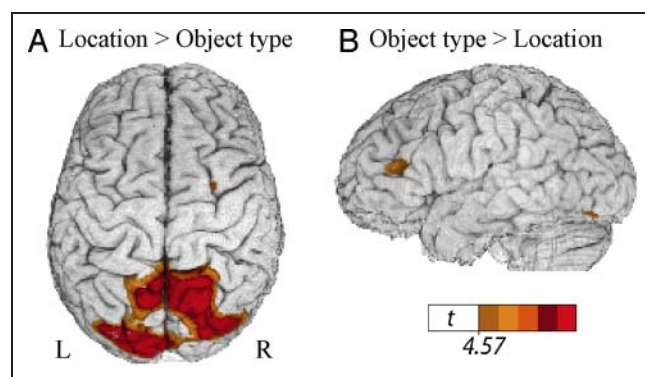 A Location > Object type
B Object type > Location
L
R
t
4.57